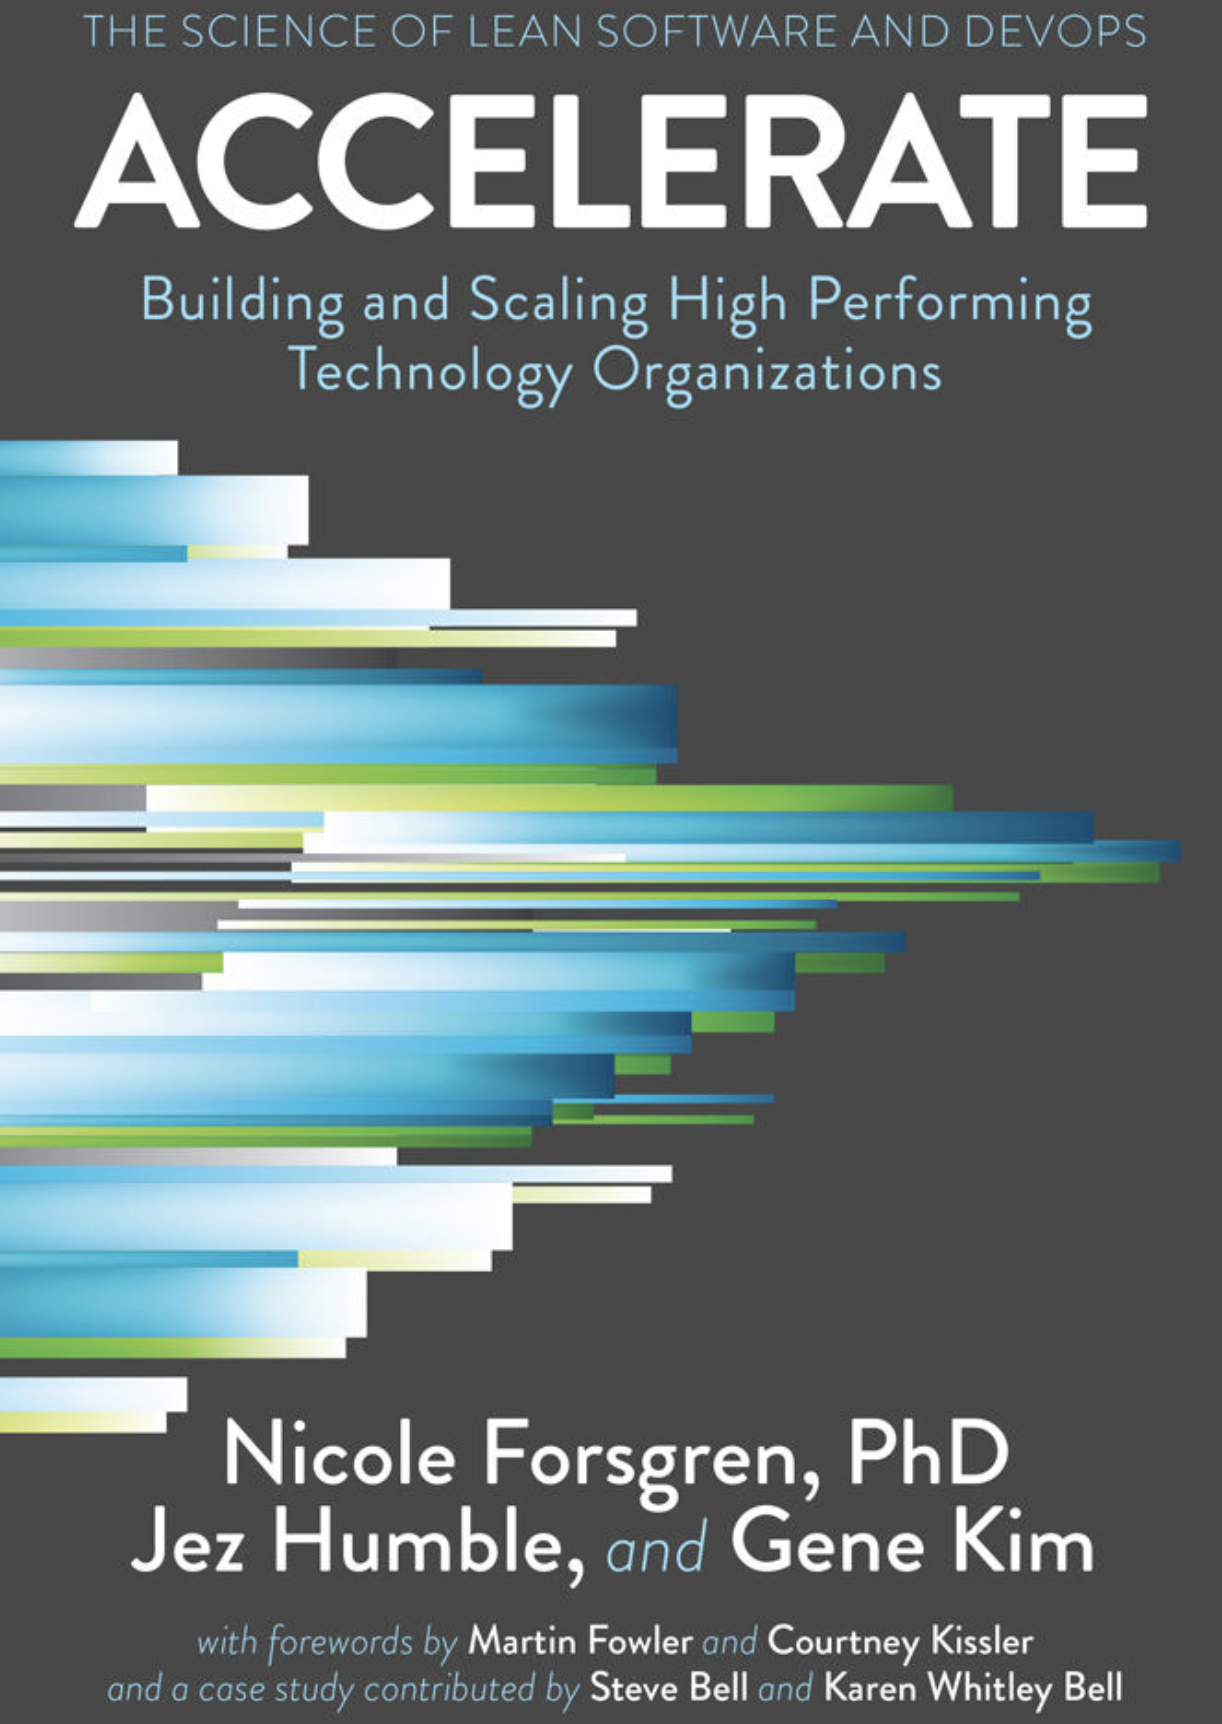 THE SCIENCE OF LEAN SOFTWARE AND DEVOPS
ACCELERATE
Building and Scaling High Performing
Technology Organizations
Nicole Forsgren, PhD
Jez Humble, and Gene Kim
with forewords by Martin Fowler and Courtney Kissler
and a case study contributed by Steve Bell and Karen Whitley Bell